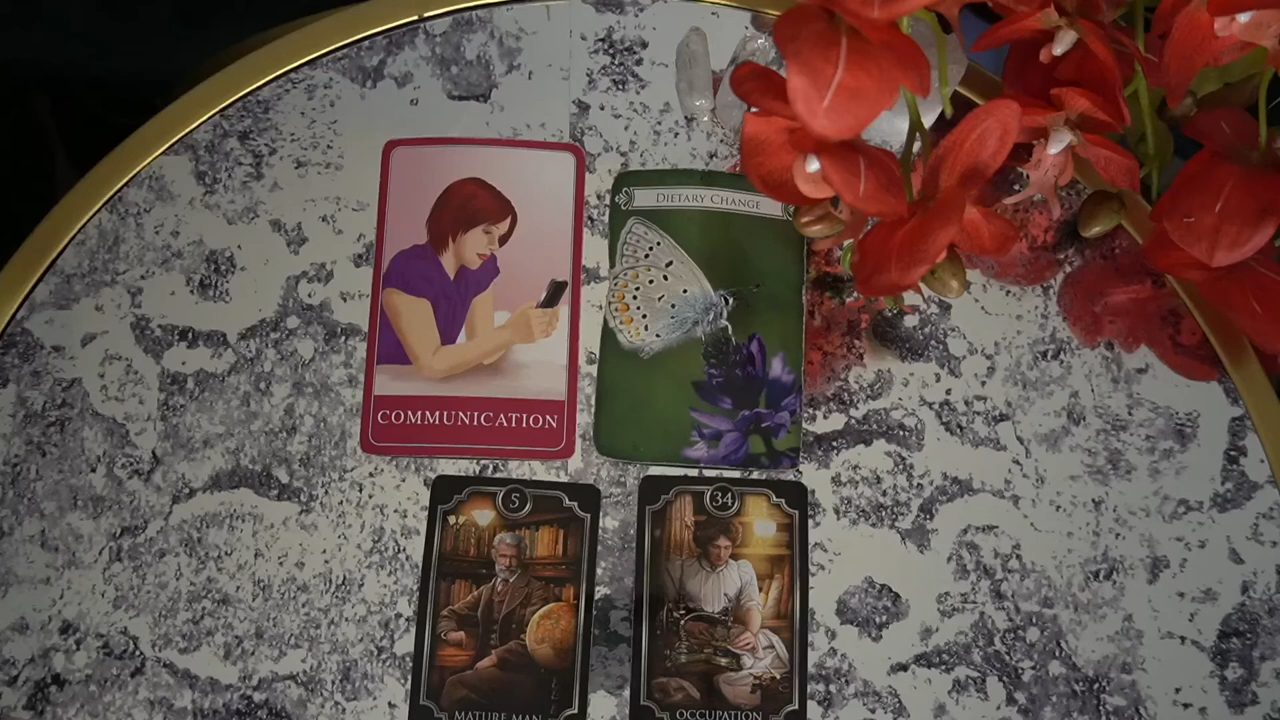 DIETARY CHANGE
COMMUNICATION
5
34
MATURE MAN
OCCUPATION